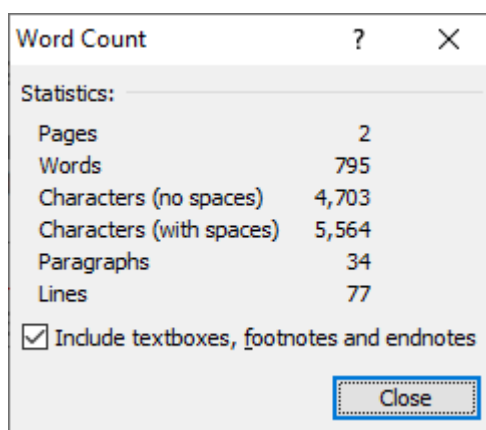 Word Count ? ×
Statistics:
Pages 2
Words 795
Characters (no spaces) 4,703
Characters (with spaces) 5,564
Paragraphs 34
Lines 77
Include textboxes, footnotes and endnotes
Close